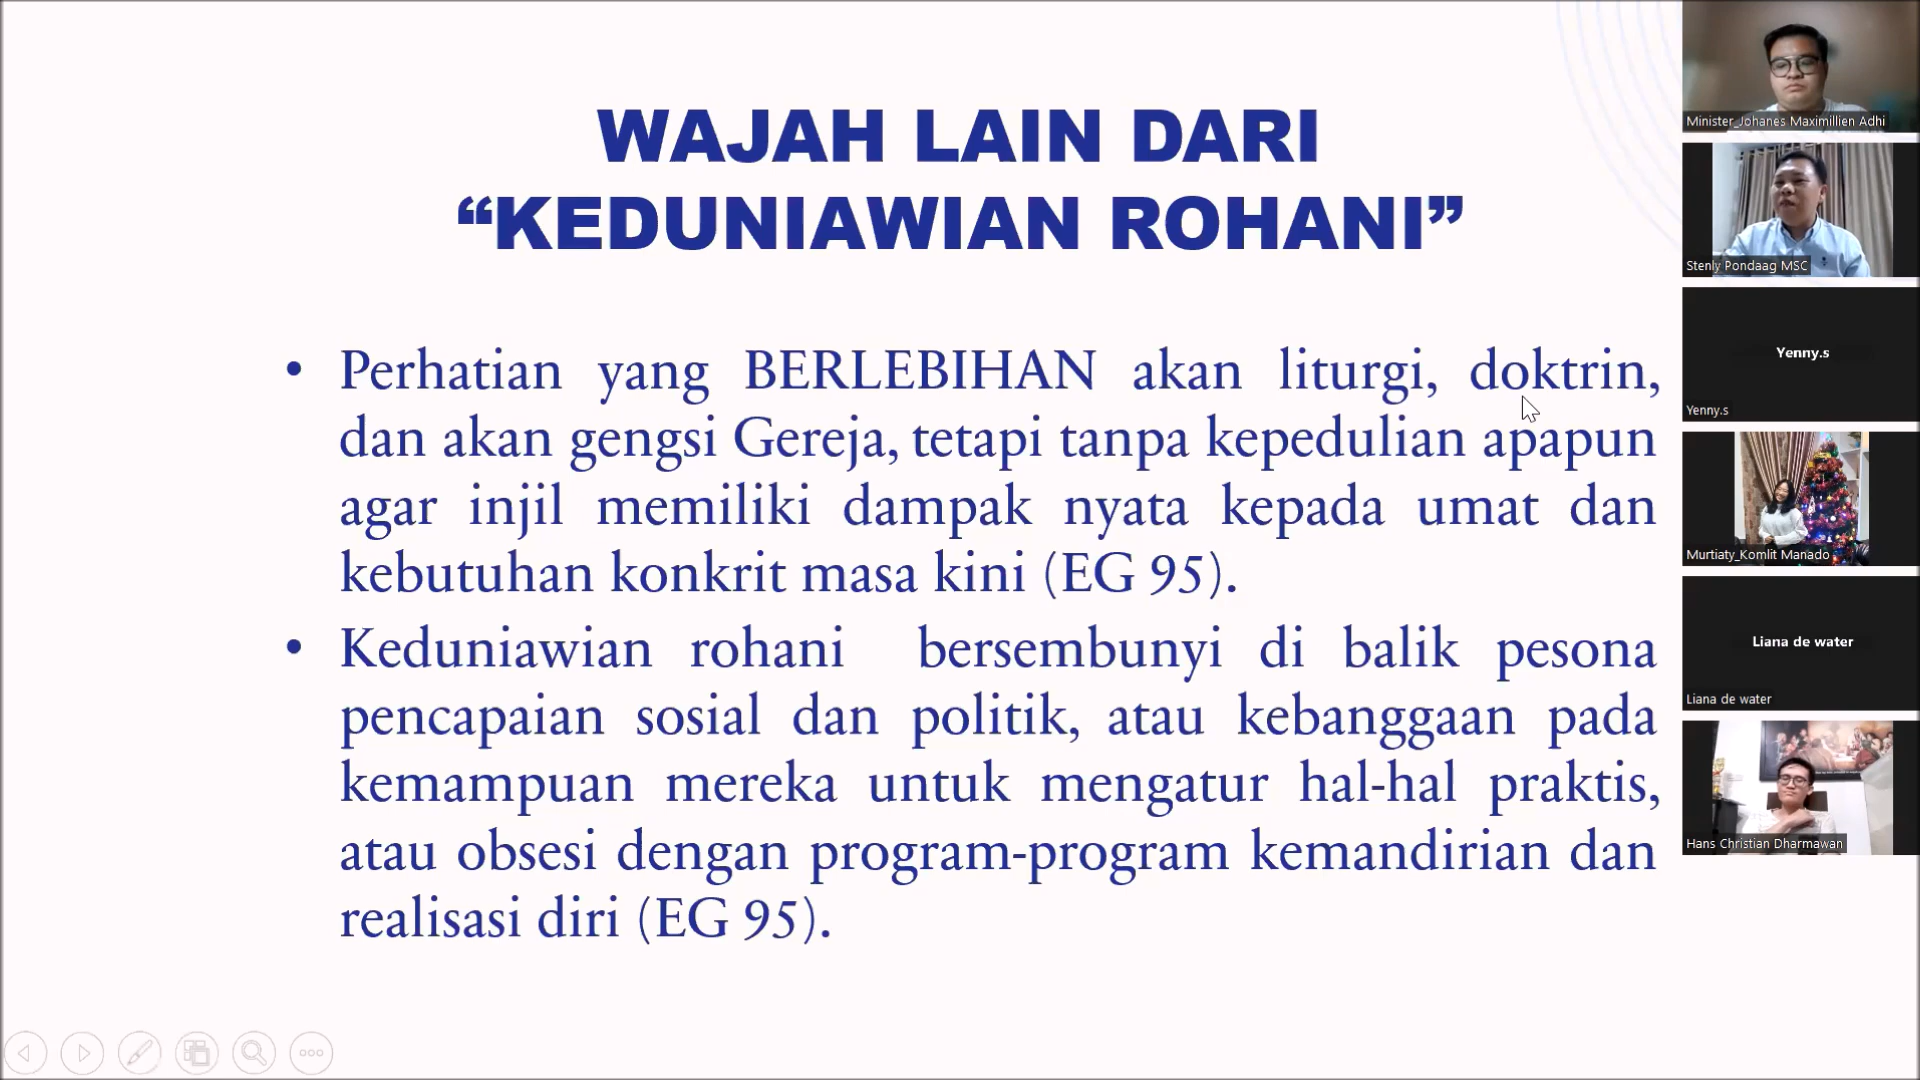 WAJAH LAIN DARI
“KEDUNIAWIAN ROHANI”
• Perhatian yang BERLEBIHAN akan liturgi, doktrin,
dan akan gengsi Gereja, tetapi tanpa kepedulian apapun
agar injil memiliki dampak nyata kepada umat dan
kebutuhan konkrit masa kini (EG 95).
• Keduniawian rohani bersembunyi di balik pesona
pencapaian sosial dan politik, atau kebanggaan pada
kemampuan mereka untuk mengatur hal-hal praktis,
atau obsesi dengan program-program kemandirian dan
realisasi diri (EG 95).
Minister_Johanes Maximillien Adhi
Stenly Pondaag MSC
Yenny.s
Yenny.s
Murtiaty_Komlit Manado
Liana de water
Liana de water
Hans Christian Dharmawan